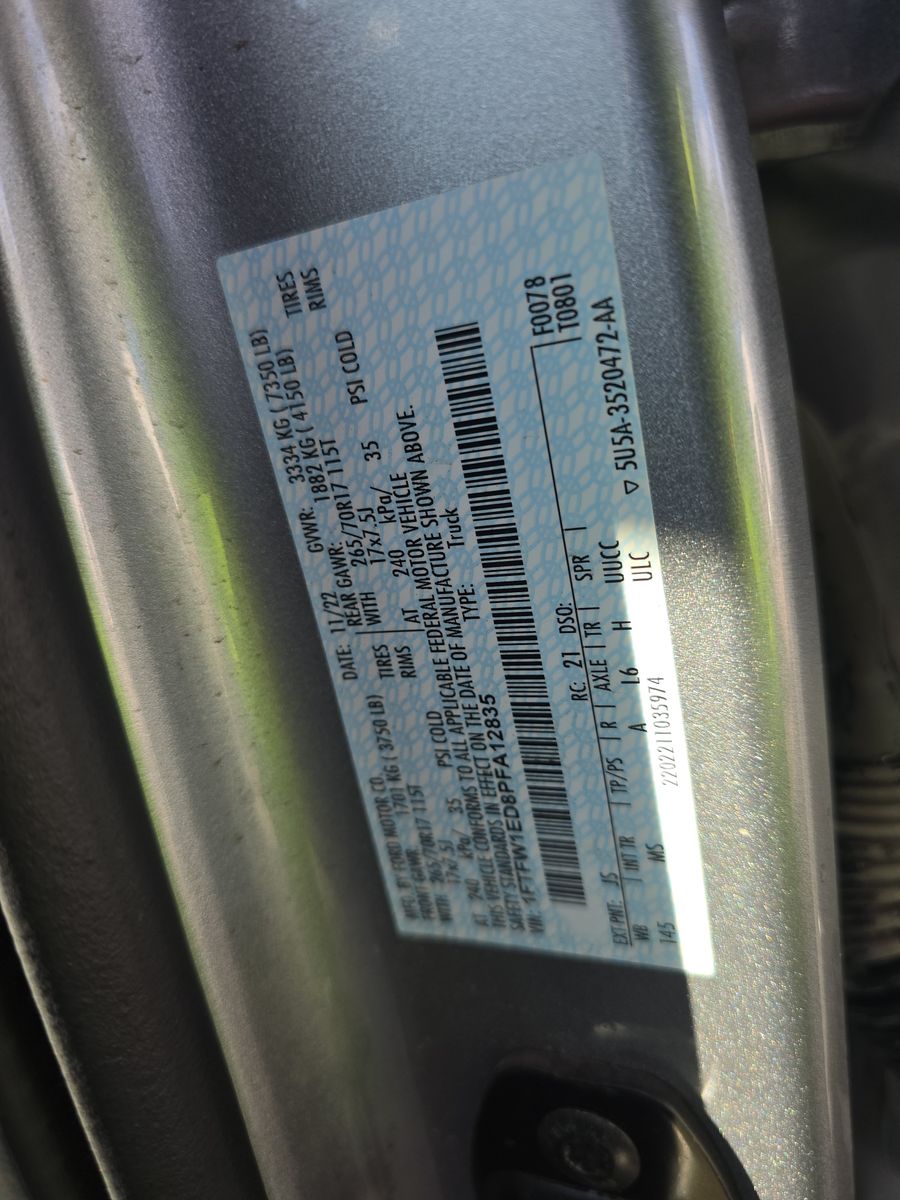 MFD. BY FORD MOTOR CO.
DATE: 11/22 GVWR: 3334 KG ( 7350 LB)
FRONT GAWR: 1701 KG ( 3750 LB) REAR GAWR: 1882 KG ( 4150 LB)
265/70R17 115T TIRES 265/70R17 115T TIRES
WITH 17x7.5J RIMS WITH 17x7.5J RIMS
AT 240 kPa/ 35 PSI COLD AT 240 kPa/ 35 PSI COLD
THIS VEHICLE CONFORMS TO ALL APPLICABLE FEDERAL MOTOR VEHICLE
SAFETY STANDARDS IN EFFECT ON THE DATE OF MANUFACTURE SHOWN ABOVE.
VIN: 1FTFW1ED8PFA12835 TYPE: Truck
F0078
T0801
EXT PNT: JS RC: 21 DSO:
WB INT TR TP/PS R AXLE TR SPR
145 MS A L6 H UUCC
ULC ▽ 5U5A-3520472-AA
220221103S974